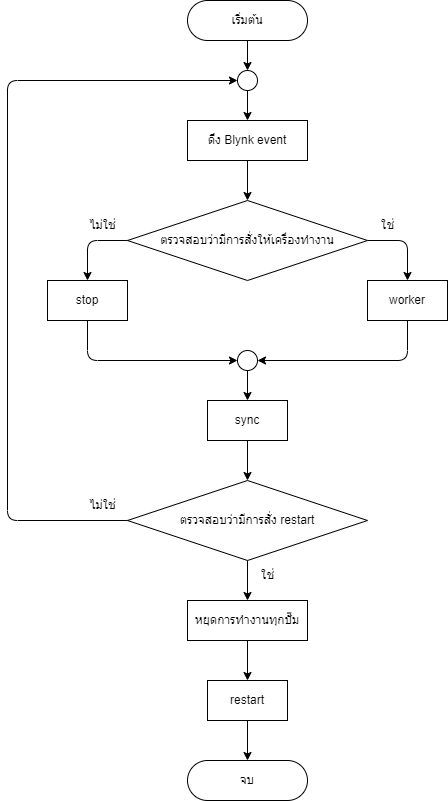 เริ่มต้น
ดึง Blynk event
ไม่ใช่
ใช่
ตรวจสอบว่ามีการสั่งให้เครื่องทำงาน
stop
worker
sync
ไม่ใช่
ตรวจสอบว่ามีการสั่ง restart
ใช่
หยุดการทำงานทุกปั๊ม
restart
จบ